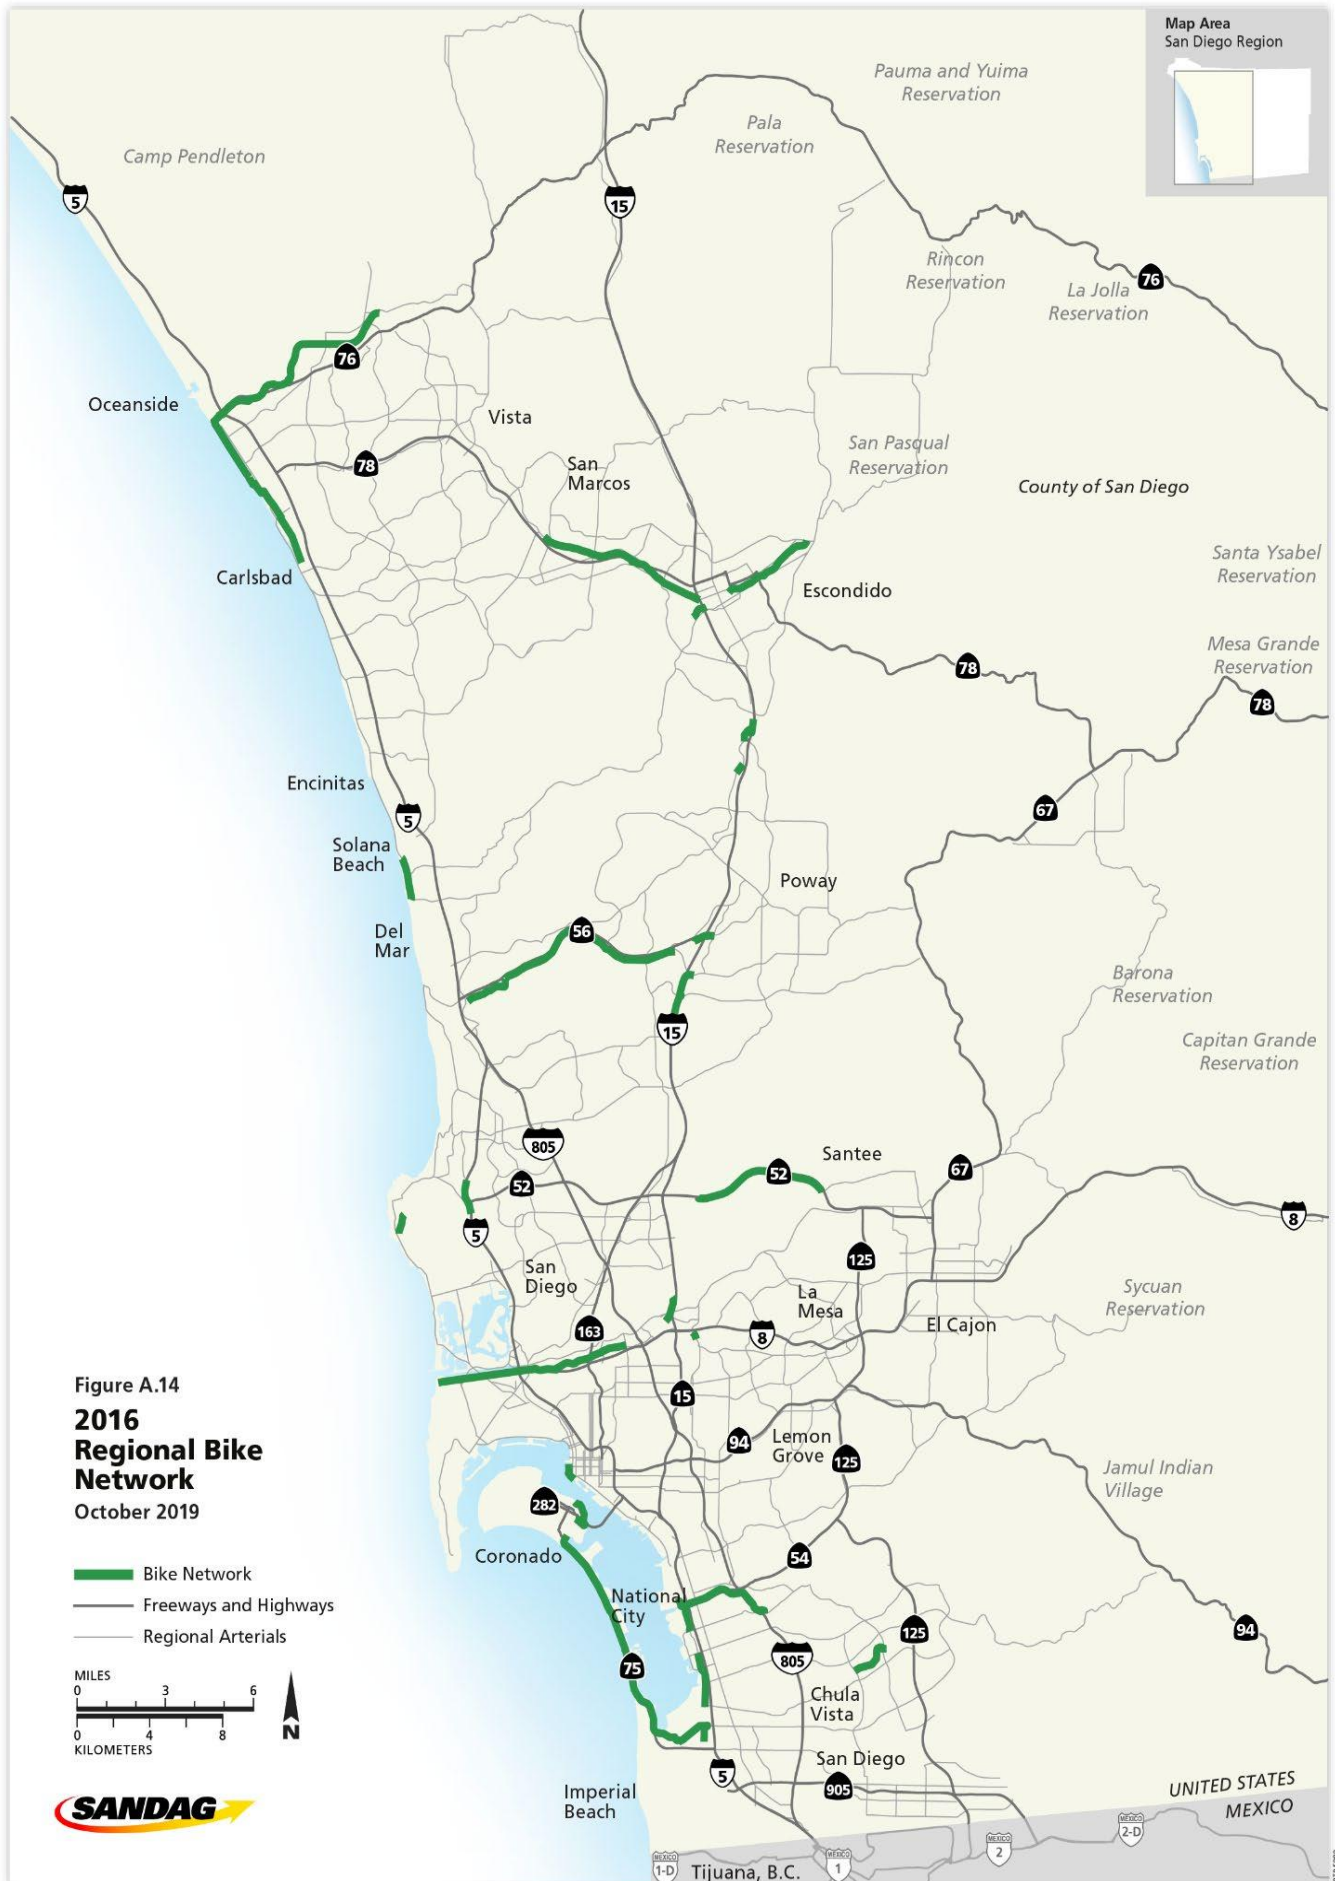 Map Area
San Diego Region
Pauma and Yuima
Reservation
Pala
Reservation
Camp Pendleton
5
15
Rincon
Reservation
La Jolla
Reservation
76
76
Oceanside
Vista
San Pasqual
Reservation
78
San
Marcos
County of San Diego
Santa Ysabel
Reservation
Carlsbad
Escondido
Mesa Grande
Reservation
78
78
Encinitas
67
5
Solana
Beach
Poway
56
Del
Mar
Barona
Reservation
15
Capitan Grande
Reservation
805
Santee
52
67
52
5
8
125
San
Diego
La
Mesa
Sycuan
Reservation
163
8
El Cajon
15
94
Lemon
Grove
125
Jamul Indian
Village
282
Coronado
54
National
City
125
94
805
75
Chula
Vista
San Diego
5
905
Imperial
Beach
UNITED STATES
MEXICO
MEXICO
2-D
MEXICO
2
MEXICO
1-D
Tijuana, B.C.
MEXICO
1
Figure A.14
2016
Regional Bike
Network
October 2019
Bike Network
Freeways and Highways
Regional Arterials
MILES
0 3 6
0 4 8
KILOMETERS
N
SANDAG